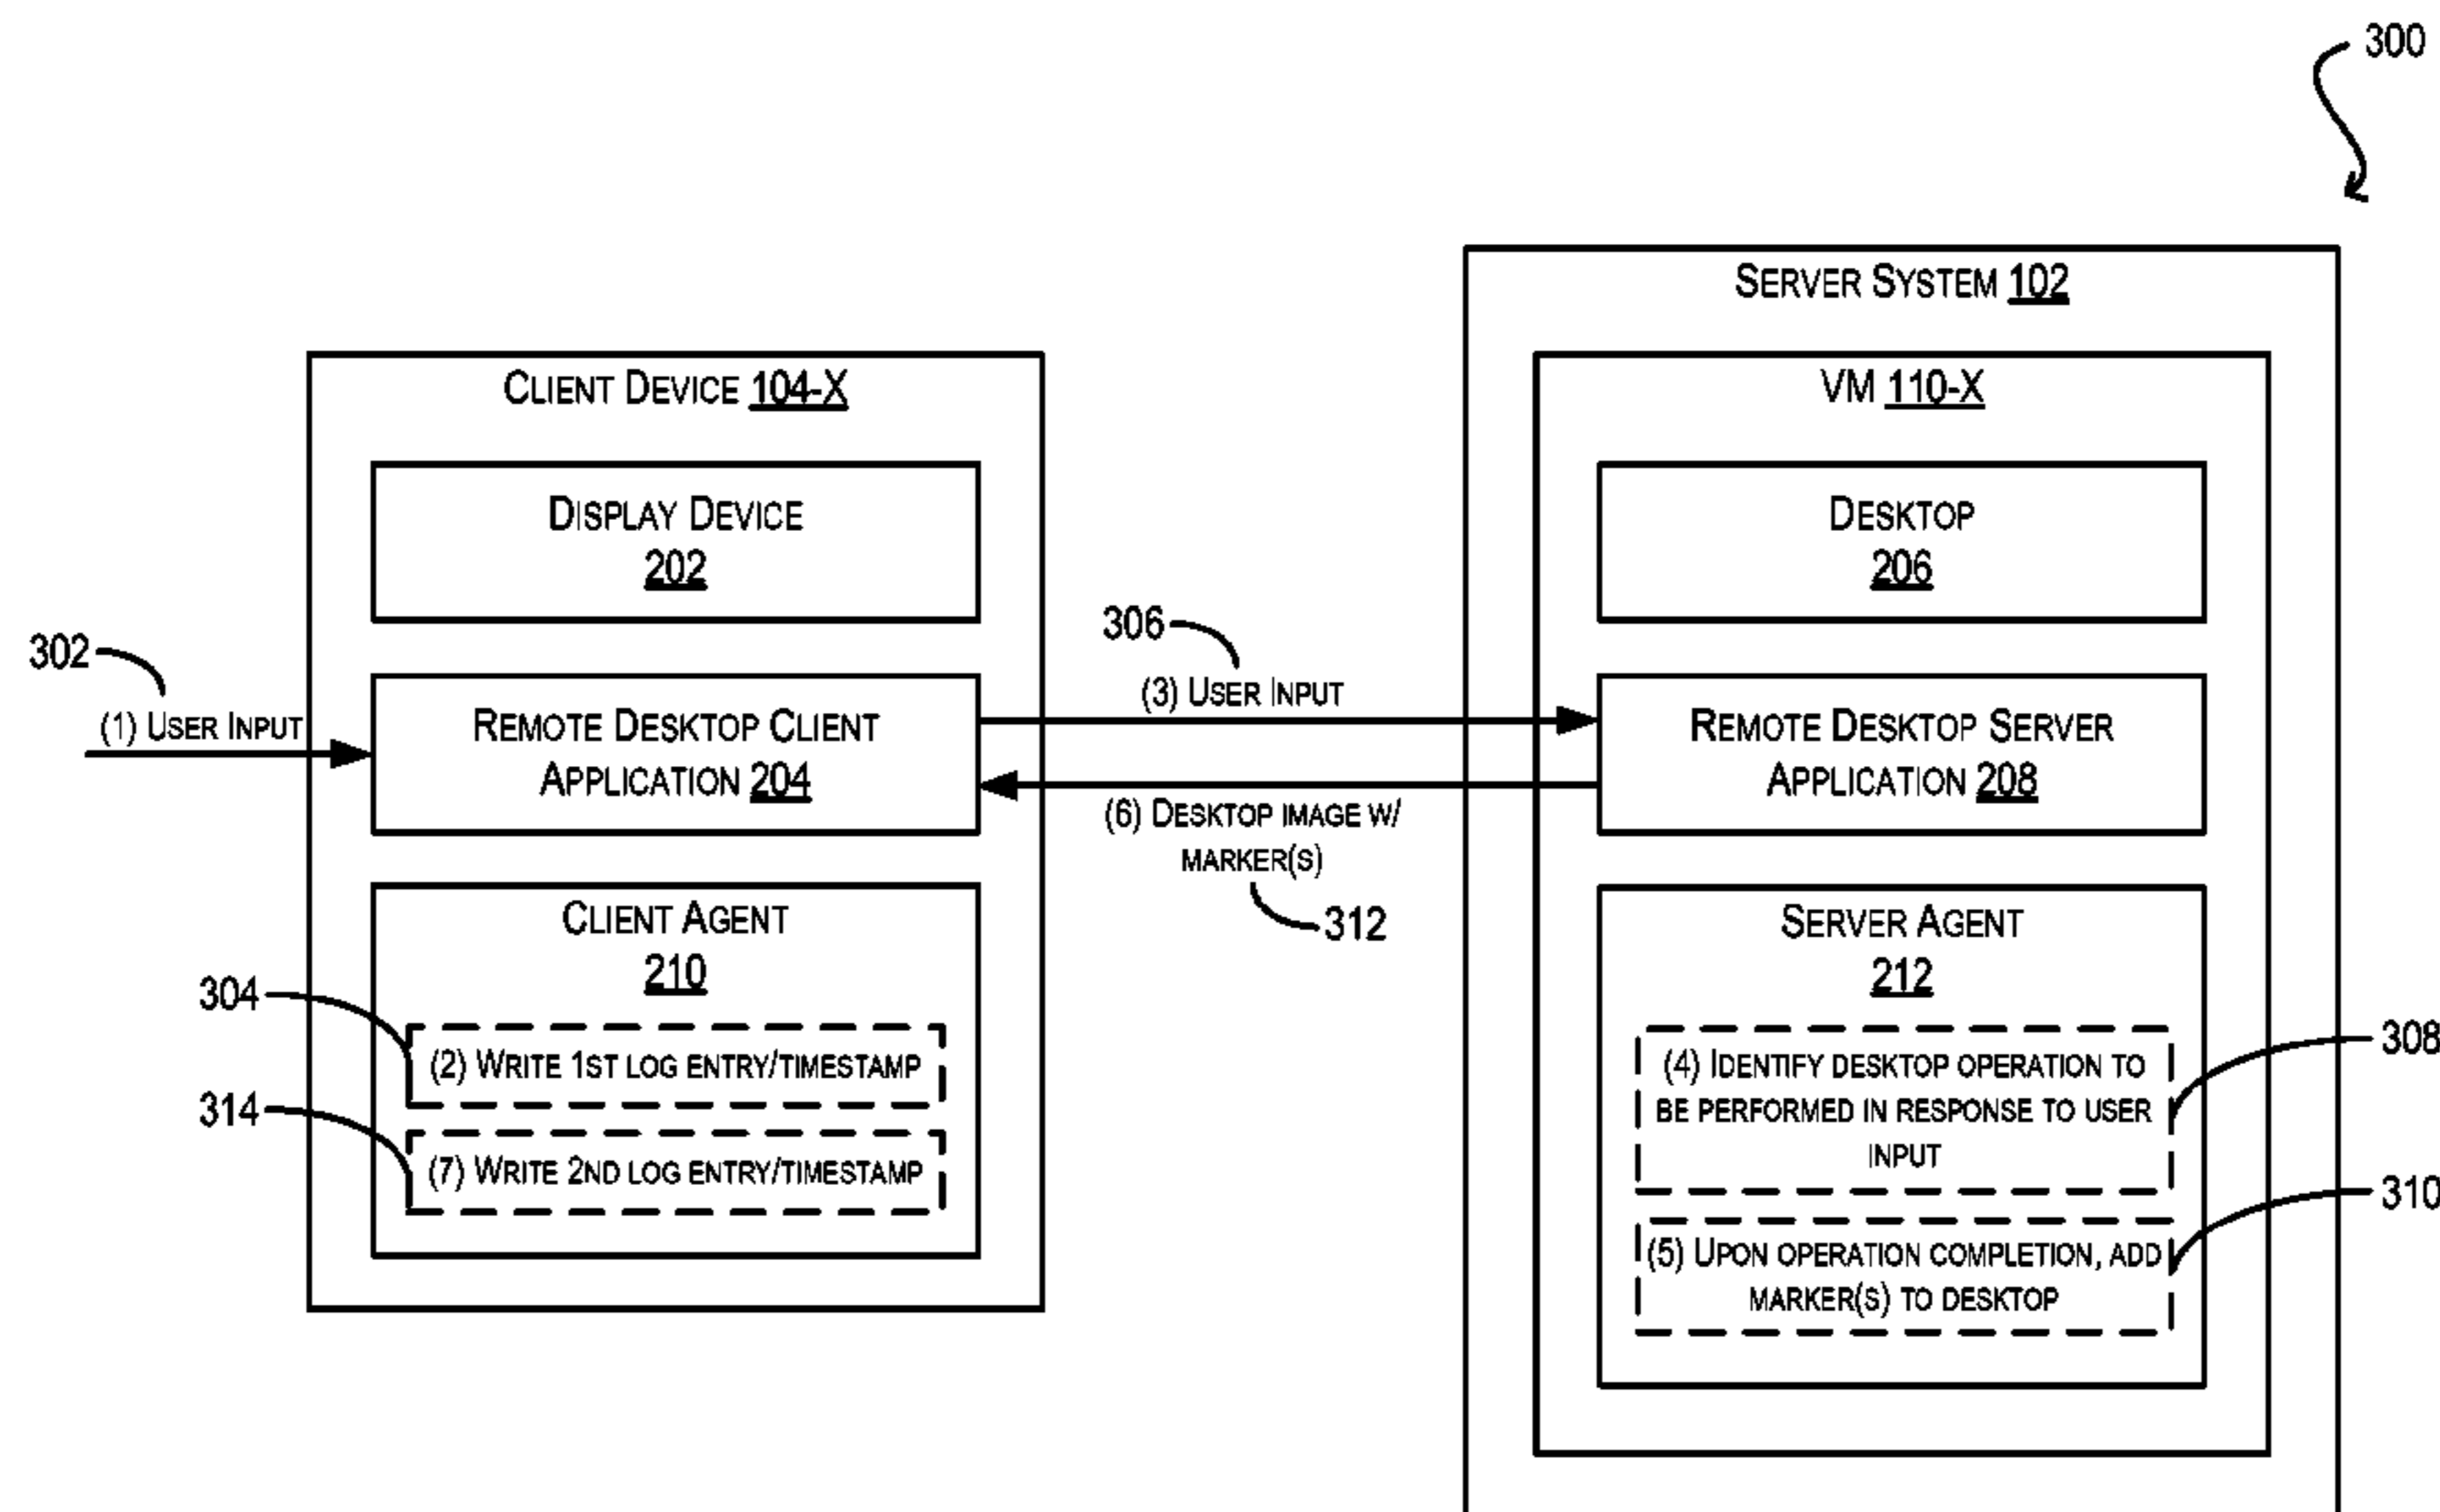 300
SERVER SYSTEM 102
CLIENT DEVICE 104-X
VM 110-X
DISPLAY DEVICE
202
DESKTOP
206
302
(1) USER INPUT
306
(3) USER INPUT
REMOTE DESKTOP CLIENT
APPLICATION 204
REMOTE DESKTOP SERVER
APPLICATION 208
(6) DESKTOP IMAGE W/
MARKER(S)
312
CLIENT AGENT
210
304
(2) WRITE 1ST LOG ENTRY/TIMESTAMP
314
(7) WRITE 2ND LOG ENTRY/TIMESTAMP
SERVER AGENT
212
(4) IDENTIFY DESKTOP OPERATION TO
BE PERFORMED IN RESPONSE TO USER
INPUT
308
(5) UPON OPERATION COMPLETION, ADD
MARKER(S) TO DESKTOP
310